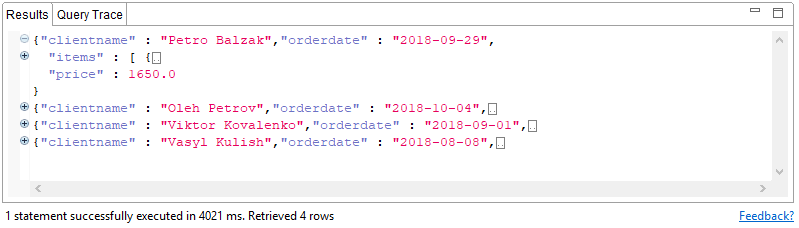 Results Query Trace
{"clientname" : "Petro Balzak","orderdate" : "2018-09-29",
"items" : [ {..
"price" : 1650.0
}
{"clientname" : "Oleh Petrov","orderdate" : "2018-10-04",..
{"clientname" : "Viktor Kovalenko","orderdate" : "2018-09-01",..
{"clientname" : "Vasyl Kulish","orderdate" : "2018-08-08",..
1 statement successfully executed in 4021 ms. Retrieved 4 rows Feedback?